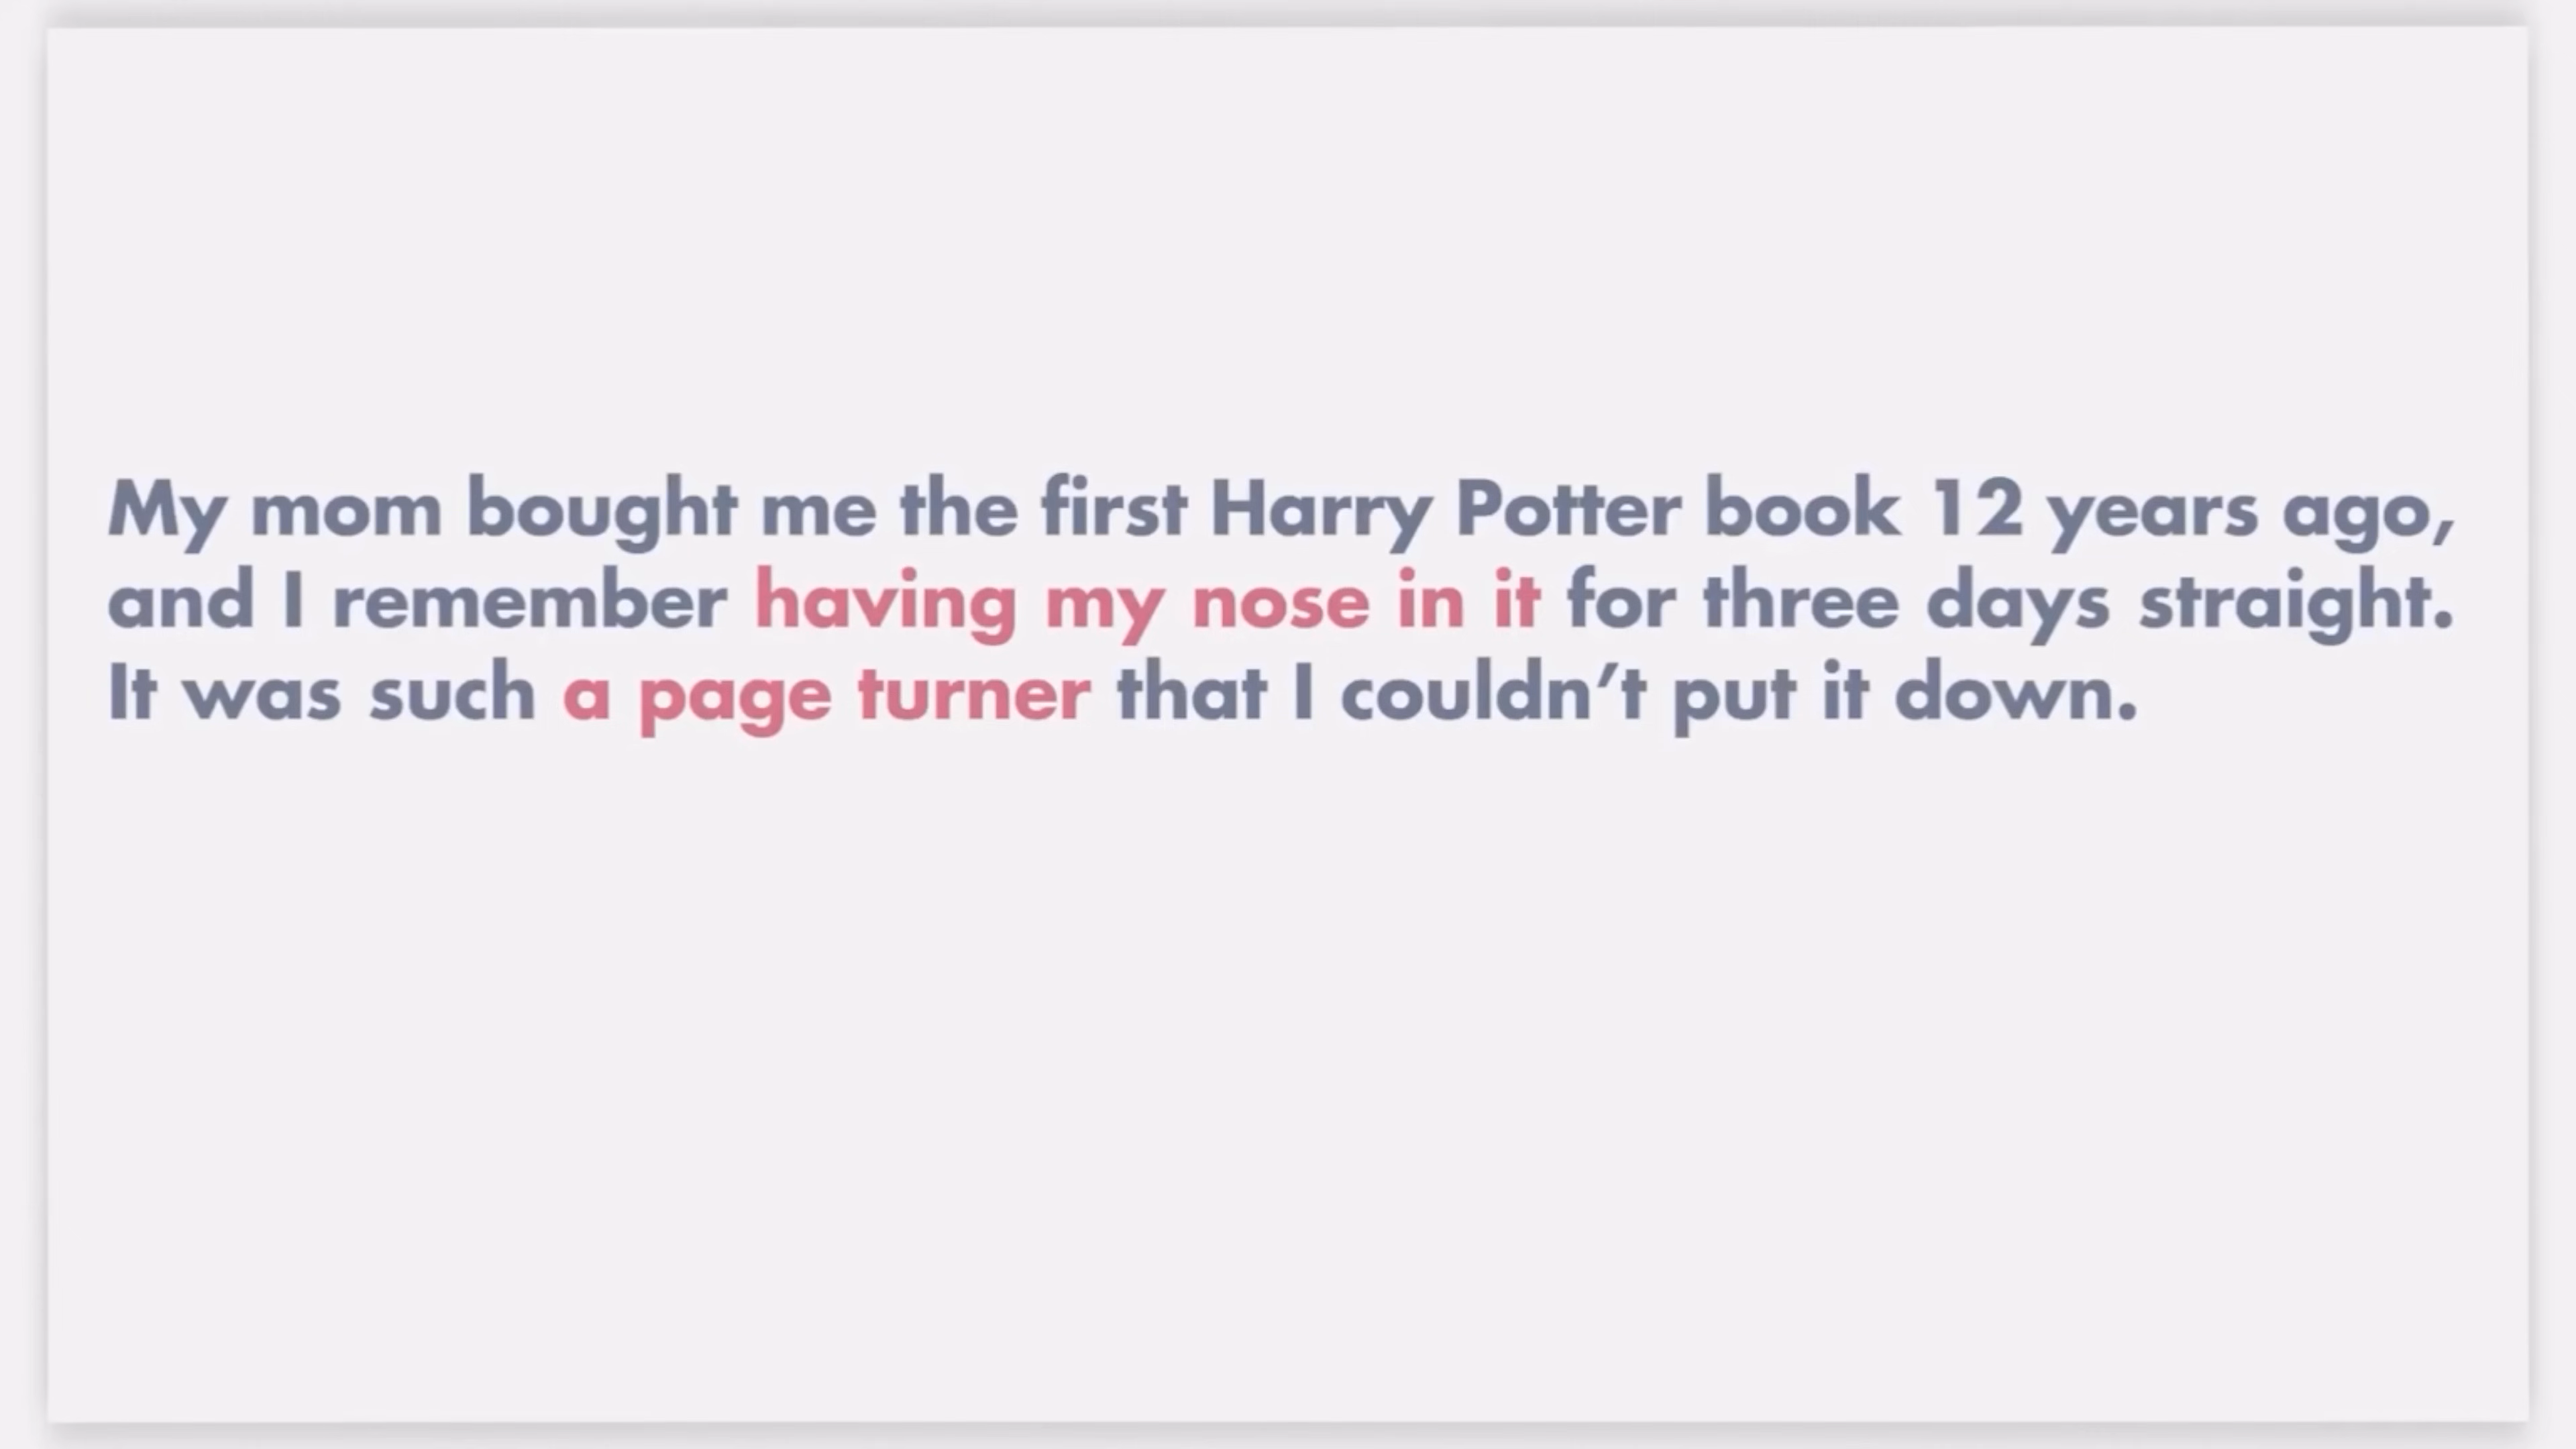 My mom bought me the first Harry Potter book 12 years ago,
and I remember having my nose in it for three days straight.
It was such a page turner that I couldn’t put it down.